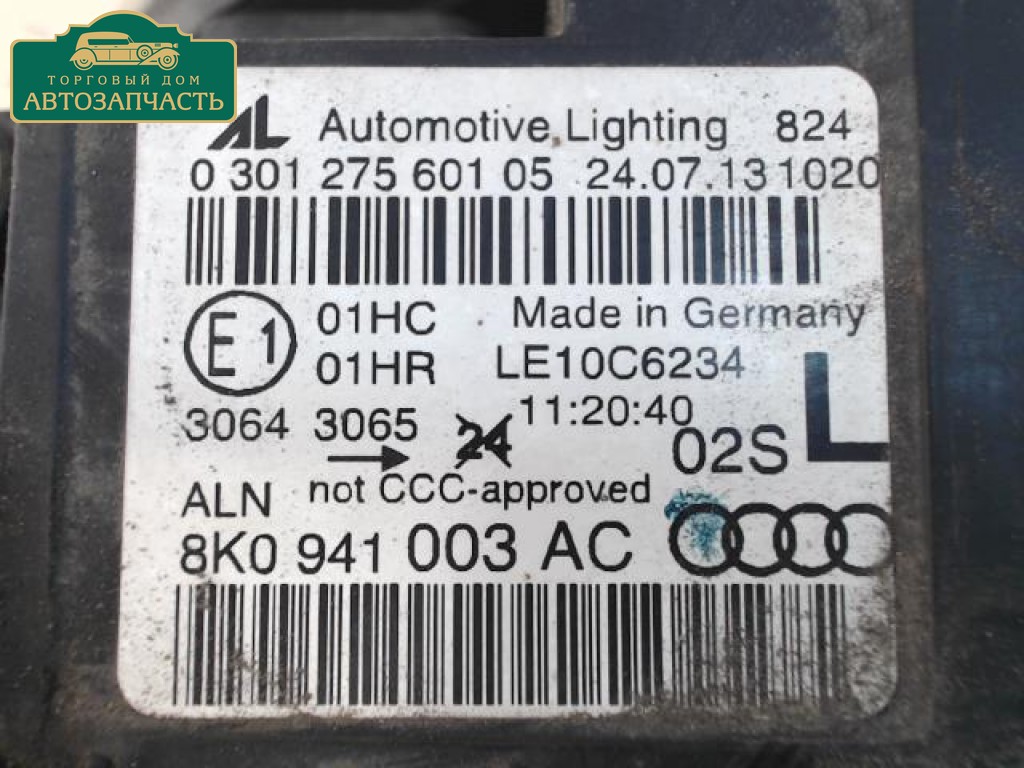 ТОРГОВЫЙ ДОМ
АВТОЗАПЧАСТЬ
AL Automotive Lighting 824
0 301 275 601 05 24.07.13 1020
E1 01HC Made in Germany
01HR LE10C6234
3064 3065 24 11:20:40
02S L
ALN not CCC-approved
8K0 941 003 AC